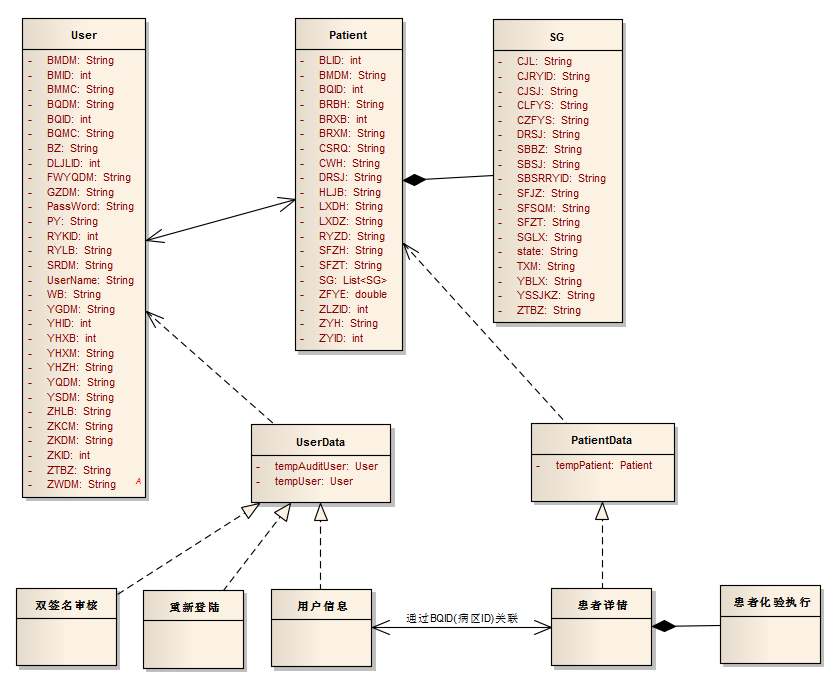 User
- BMDM: String
- BMID: int
- BMMC: String
- BQDM: String
- BQID: int
- BQMC: String
- BZ: String
- DLJLID: int
- FWYQDM: String
- GZDM: String
- PassWord: String
- PY: String
- RYKID: int
- RYLB: String
- SRDM: String
- UserName: String
- WB: String
- YGDM: String
- YHID: int
- YHXB: int
- YHXM: String
- YHZH: String
- YQDM: String
- YSDM: String
- ZHLB: String
- ZKCM: String
- ZKDM: String
- ZKID: int
- ZTBZ: String
- ZWDM: String
A
Patient
- BLID: int
- BMDM: String
- BQID: int
- BRBH: String
- BRXB: int
- BRXM: String
- CSRQ: String
- CWH: String
- DRSJ: String
- HLJB: String
- LXDH: String
- LXDZ: String
- RYZD: String
- SFZH: String
- SFZT: String
- SG: List<SG>
- ZFYE: double
- ZLZID: int
- ZYH: String
- ZYID: int
SG
- CJL: String
- CJRYID: String
- CJSJ: String
- CLFYS: String
- CZFYS: String
- DRSJ: String
- SBBZ: String
- SBSJ: String
- SBSRRYID: String
- SFJZ: String
- SFSQM: String
- SFZT: String
- SGLX: String
- state: String
- TXM: String
- YBLX: String
- YSSJKZ: String
- ZTBZ: String
UserData
- tempAuditUser: User
- tempUser: User
PatientData
- tempPatient: Patient
双签名审核
重新登陆
用户信息
通过BQID(病区ID)关联
患者详情
患者化验执行